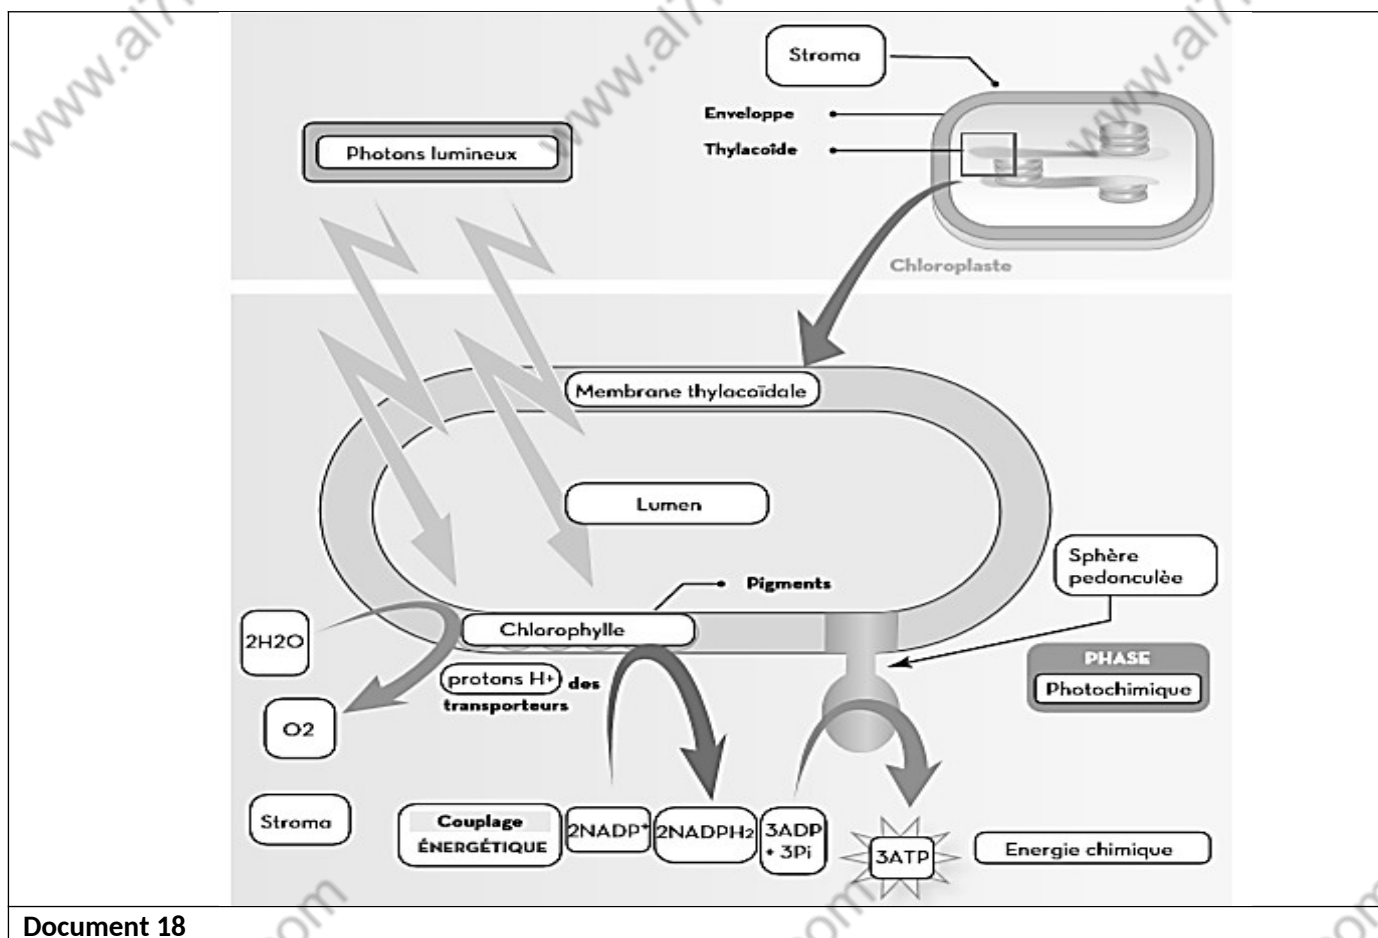 Stroma
Enveloppe
Thylacoïde
Photons lumineux
Chloroplaste
Membrane thylacoïdale
Lumen
Sphère
pedonculèe
Pigments
Chlorophylle
2H2O
protons H+ des
transporteurs
PHASE
Photochimique
O2
Stroma
Couplage
ÉNERGÉTIQUE
2NADP+
2NADPH2
3ADP
+ 3Pi
3ATP
Energie chimique
Document 18